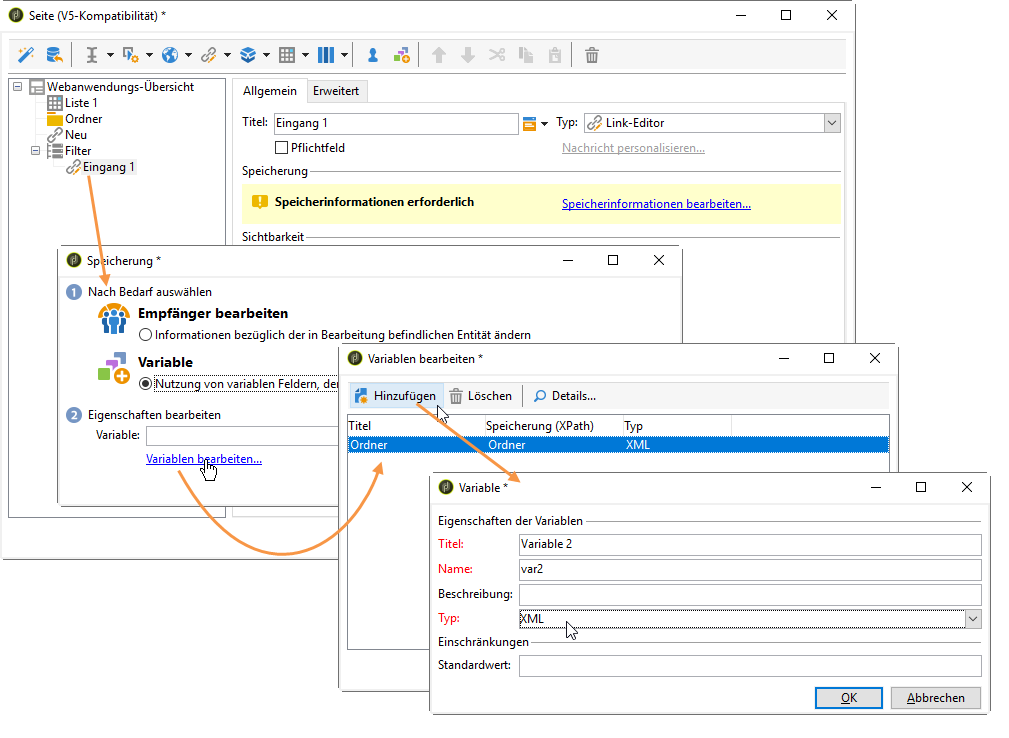 Seite (V5-Kompatibilität) *
Webanwendungs-Übersicht
Liste 1
Ordner
Neu
Filter
Eingang 1
Allgemein Erweitert
Titel: Eingang 1 Typ: Link-Editor
Pflichtfeld Nachricht personalisieren...
Speicherung
Speicherinformationen erforderlich Speicherinformationen bearbeiten...
Sichtbarkeit
Speicherung *
1 Nach Bedarf auswählen
Empfänger bearbeiten
Informationen bezüglich der in Bearbeitung befindlichen Entität ändern
Variable
Nutzung von variablen Feldern, der
2 Eigenschaften bearbeiten
Variable:
Variablen bearbeiten...
Variablen bearbeiten *
Hinzufügen Löschen Details...
Titel Speicherung (XPath) Typ
Ordner Ordner XML
Variable *
Eigenschaften der Variablen
Titel: Variable 2
Name: var2
Beschreibung:
Typ: XML
Einschränkungen
Standardwert:
OK Abbrechen